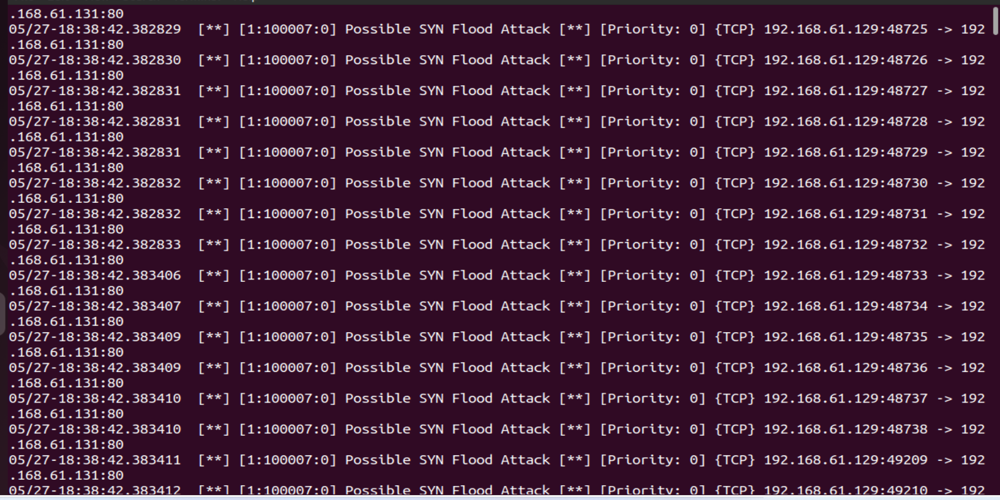 .168.61.131:80
05/27-18:38:42.382829  [**] [1:100007:0] Possible SYN Flood Attack [**] [Priority: 0] {TCP} 192.168.61.129:48725 -> 192
.168.61.131:80
05/27-18:38:42.382830  [**] [1:100007:0] Possible SYN Flood Attack [**] [Priority: 0] {TCP} 192.168.61.129:48726 -> 192
.168.61.131:80
05/27-18:38:42.382831  [**] [1:100007:0] Possible SYN Flood Attack [**] [Priority: 0] {TCP} 192.168.61.129:48727 -> 192
.168.61.131:80
05/27-18:38:42.382831  [**] [1:100007:0] Possible SYN Flood Attack [**] [Priority: 0] {TCP} 192.168.61.129:48728 -> 192
.168.61.131:80
05/27-18:38:42.382831  [**] [1:100007:0] Possible SYN Flood Attack [**] [Priority: 0] {TCP} 192.168.61.129:48729 -> 192
.168.61.131:80
05/27-18:38:42.382832  [**] [1:100007:0] Possible SYN Flood Attack [**] [Priority: 0] {TCP} 192.168.61.129:48730 -> 192
.168.61.131:80
05/27-18:38:42.382832  [**] [1:100007:0] Possible SYN Flood Attack [**] [Priority: 0] {TCP} 192.168.61.129:48731 -> 192
.168.61.131:80
05/27-18:38:42.382833  [**] [1:100007:0] Possible SYN Flood Attack [**] [Priority: 0] {TCP} 192.168.61.129:48732 -> 192
.168.61.131:80
05/27-18:38:42.383406  [**] [1:100007:0] Possible SYN Flood Attack [**] [Priority: 0] {TCP} 192.168.61.129:48733 -> 192
.168.61.131:80
05/27-18:38:42.383407  [**] [1:100007:0] Possible SYN Flood Attack [**] [Priority: 0] {TCP} 192.168.61.129:48734 -> 192
.168.61.131:80
05/27-18:38:42.383409  [**] [1:100007:0] Possible SYN Flood Attack [**] [Priority: 0] {TCP} 192.168.61.129:48735 -> 192
.168.61.131:80
05/27-18:38:42.383409  [**] [1:100007:0] Possible SYN Flood Attack [**] [Priority: 0] {TCP} 192.168.61.129:48736 -> 192
.168.61.131:80
05/27-18:38:42.383410  [**] [1:100007:0] Possible SYN Flood Attack [**] [Priority: 0] {TCP} 192.168.61.129:48737 -> 192
.168.61.131:80
05/27-18:38:42.383410  [**] [1:100007:0] Possible SYN Flood Attack [**] [Priority: 0] {TCP} 192.168.61.129:48738 -> 192
.168.61.131:80
05/27-18:38:42.383411  [**] [1:100007:0] Possible SYN Flood Attack [**] [Priority: 0] {TCP} 192.168.61.129:49209 -> 192
.168.61.131:80
05/27-18:38:42.383412  [**] [1:100007:0] Possible SYN Flood Attack [**] [Priority: 0] {TCP} 192.168.61.129:49210 -> 192